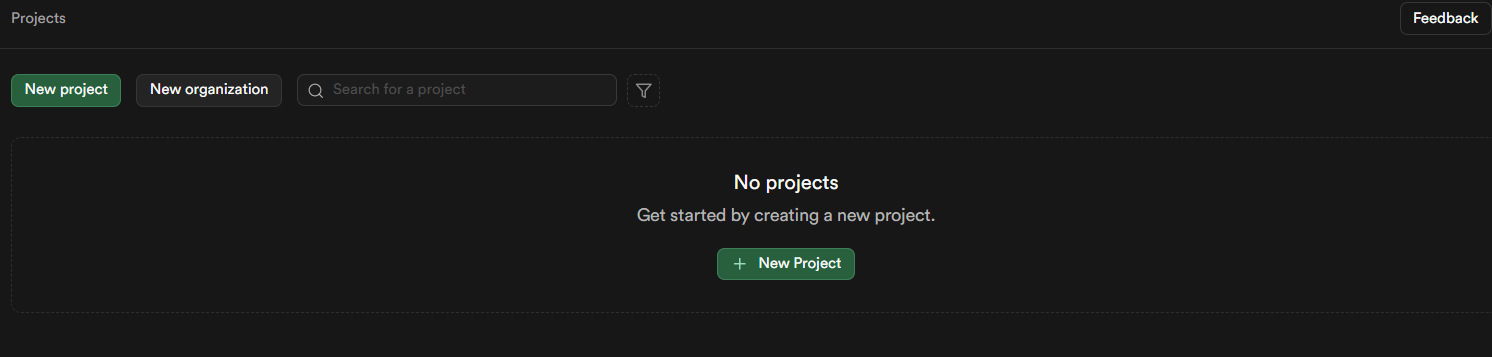 Projects
Feedback
New project
New organization
Search for a project
No projects
Get started by creating a new project.
New Project